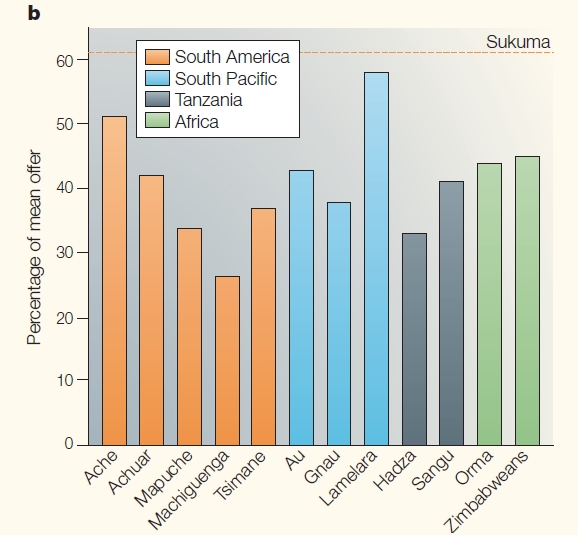 b
Sukuma
South America
South Pacific
Tanzania
Africa
Percentage of mean offer
60
50
40
30
20
10
0
Ache
Achuar
Mapuche
Machiguenga
Tsimane
Au
Gnau
Lamelara
Hadza
Sangu
Orma
Zimbabweans